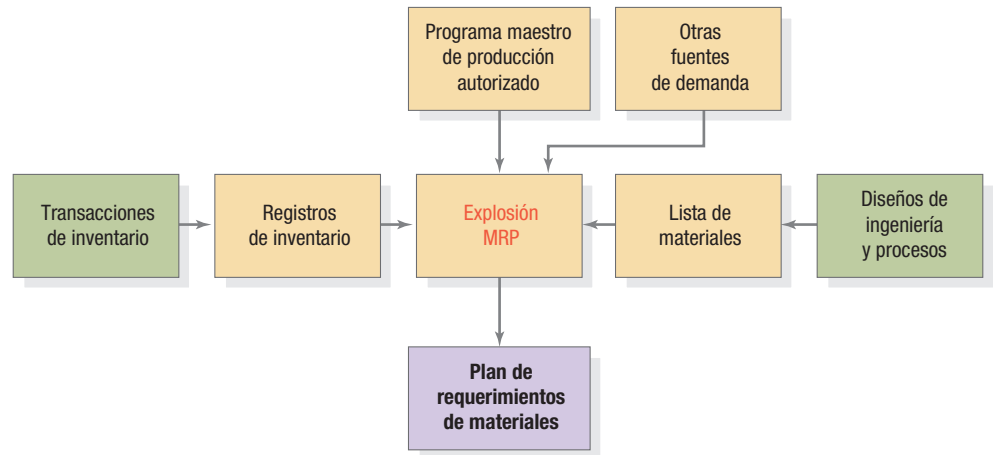 Programa maestro
de producción
autorizado
Otras
fuentes
de demanda
Transacciones
de inventario
Registros
de inventario
Explosión
MRP
Lista de
materiales
Diseños de
ingeniería
y procesos
Plan de
requerimientos
de materiales